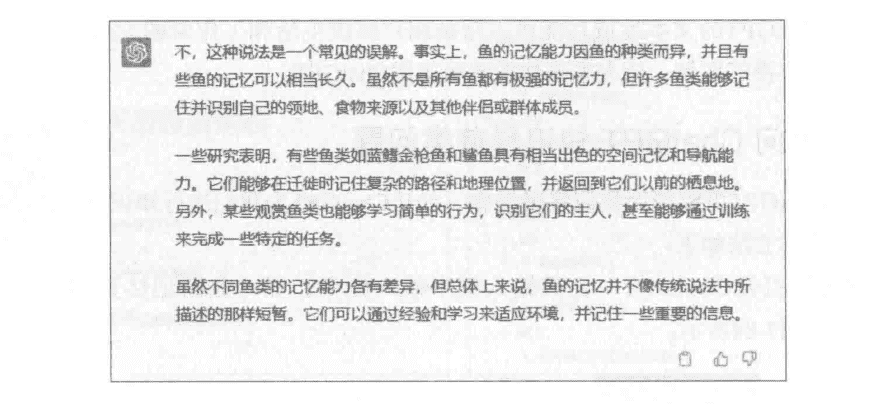 不，这种说法是一个常见的误解。事实上，鱼的记忆能力因鱼的种类而异，并且有
些鱼的记忆可以相当长久。虽然不是所有鱼都有极强的记忆力，但许多鱼类能够记
住并识别自己的领地、食物来源以及其他伴侣或群体成员。
一些研究表明，有些鱼类如蓝鳍金枪鱼和鲨鱼具有相当出色的空间记忆和导航能
力。它们能够在迁徙时记住复杂的路径和地理位置，并返回到它们以前的栖息地。
另外，某些观赏鱼类也能够学习简单的行为，识别它们的主人，甚至能够通过训练
来完成一些特定的任务。
虽然不同鱼类的记忆能力各有差异，但总体上来说，鱼的记忆并不像传统说法中所
描述的那样短暂。它们可以通过经验和学习来适应环境，并记住一些重要的信息。